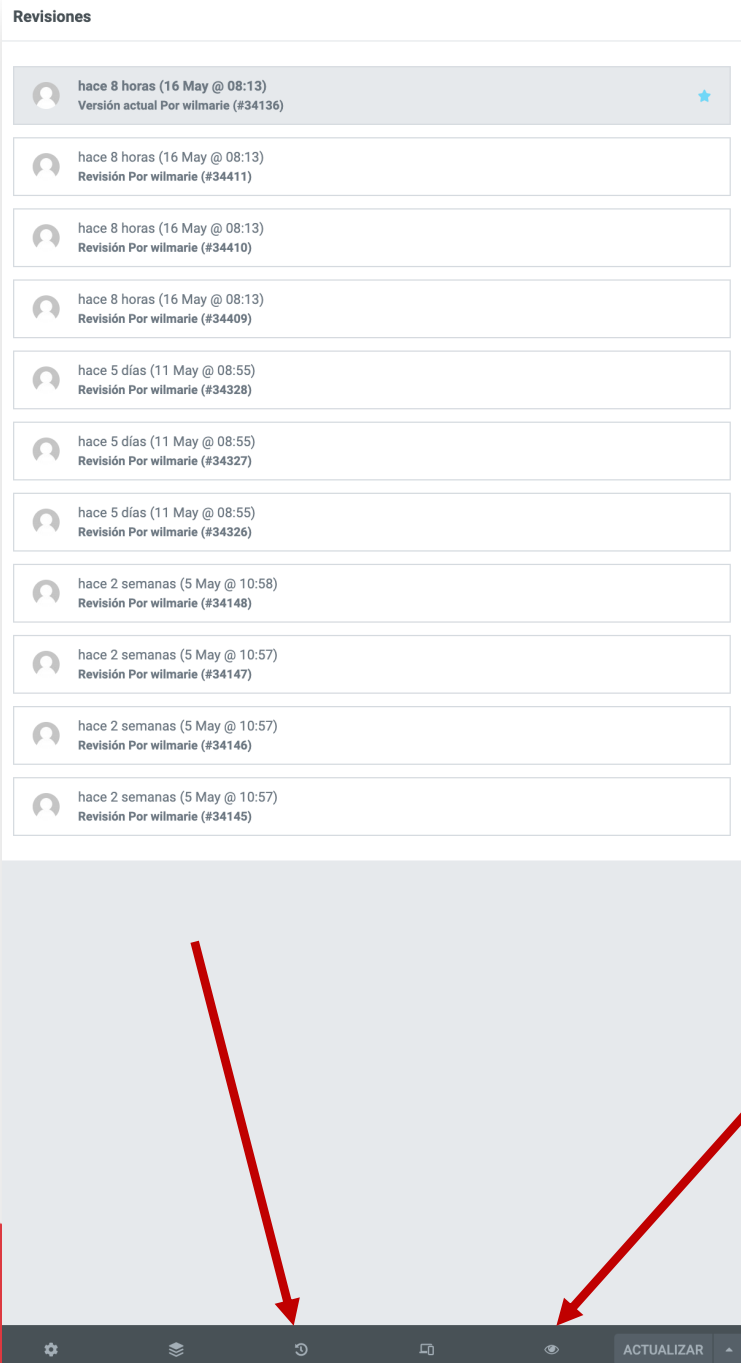 Revisiones
hace 8 horas (16 May @ 08:13)
Versión actual Por wilmarie (#34136)
hace 8 horas (16 May @ 08:13)
Revisión Por wilmarie (#34411)
hace 8 horas (16 May @ 08:13)
Revisión Por wilmarie (#34410)
hace 8 horas (16 May @ 08:13)
Revisión Por wilmarie (#34409)
hace 5 días (11 May @ 08:55)
Revisión Por wilmarie (#34328)
hace 5 días (11 May @ 08:55)
Revisión Por wilmarie (#34327)
hace 5 días (11 May @ 08:55)
Revisión Por wilmarie (#34326)
hace 2 semanas (5 May @ 10:58)
Revisión Por wilmarie (#34148)
hace 2 semanas (5 May @ 10:57)
Revisión Por wilmarie (#34147)
hace 2 semanas (5 May @ 10:57)
Revisión Por wilmarie (#34146)
hace 2 semanas (5 May @ 10:57)
Revisión Por wilmarie (#34145)
ACTUALIZAR